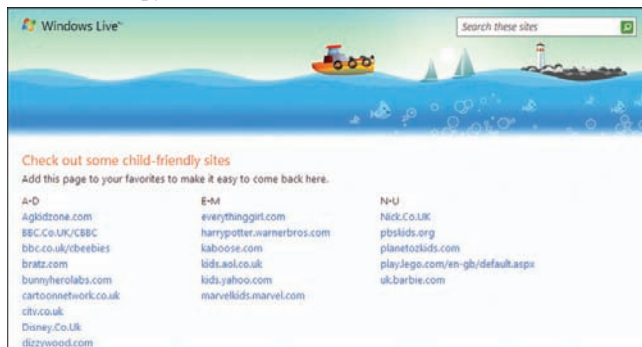 Windows Live™
Search these sites
Check out some child-friendly sites
Add this page to your favorites to make it easy to come back here.
A-D
Agkidzone.com
BBC.Co.UK/CBBC
bbc.co.uk/cbeebies
bratz.com
bunnyherolabs.com
cartoonnetwork.co.uk
citv.co.uk
Disney.Co.Uk
dizzywood.com
E-M
everythinggirl.com
harrypotter.warnerbros.com
kaboose.com
kids.aol.co.uk
kids.yahoo.com
marvelkids.marvel.com
N-U
Nick.Co.UK
pbskids.org
planetozkids.com
play.lego.com/en-gb/default.aspx
uk.barbie.com